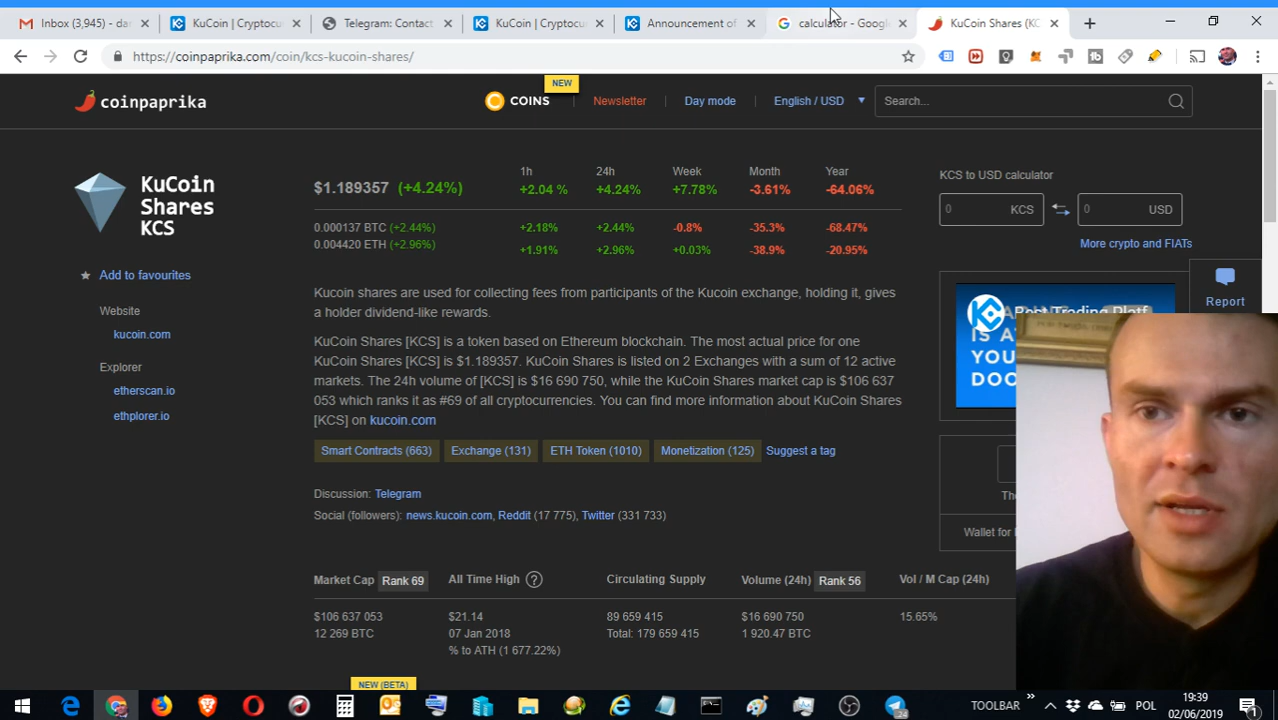 Inbox (3,945) - dar
KuCoin | Cryptocu
Telegram: Contact
KuCoin | Cryptocu
Announcement of
calculator - Google
KuCoin Shares (KC
https://coinpaprika.com/coin/kcs-kucoin-shares/
coinpaprika
NEW
COINS
Newsletter
Day mode
English / USD
Search...
KuCoin
Shares
KCS
$1.189357 (+4.24%)
1h 24h Week Month Year
+2.04 % +4.24% +7.78% -3.61% -64.06%
0.000137 BTC (+2.44%) +2.18% +2.44% -0.8% -35.3% -68.47%
0.004420 ETH (+2.96%) +1.91% +2.96% +0.03% -38.9% -20.95%
KCS to USD calculator
0 KCS 0 USD
More crypto and FIATs
Add to favourites
Website
kucoin.com
Explorer
etherscan.io
ethplorer.io
Kucoin shares are used for collecting fees from participants of the Kucoin exchange, holding it, gives
a holder dividend-like rewards.
KuCoin Shares [KCS] is a token based on Ethereum blockchain. The most actual price for one
KuCoin Shares [KCS] is $1.189357. KuCoin Shares is listed on 2 Exchanges with a sum of 12 active
markets. The 24h volume of [KCS] is $16 690 750, while the KuCoin Shares market cap is $106 637
053 which ranks it as #69 of all cryptocurrencies. You can find more information about KuCoin Shares
[KCS] on kucoin.com
Smart Contracts (663) Exchange (131) ETH Token (1010) Monetization (125) Suggest a tag
Discussion: Telegram
Social (followers): news.kucoin.com, Reddit (17 775), Twitter (331 733)
Report
IS A
YOU
DOO
Th
Wallet for
Market Cap Rank 69 All Time High ? Circulating Supply Volume (24h) Rank 56 Vol / M Cap (24h)
$106 637 053 $21.14 89 659 415 $16 690 750 15.65%
12 269 BTC 07 Jan 2018 Total: 179 659 415 1 920.47 BTC
% to ATH (1 677.22%)
NEW (BETA)
TOOLBAR
POL
19:39
02/06/2019
24
1